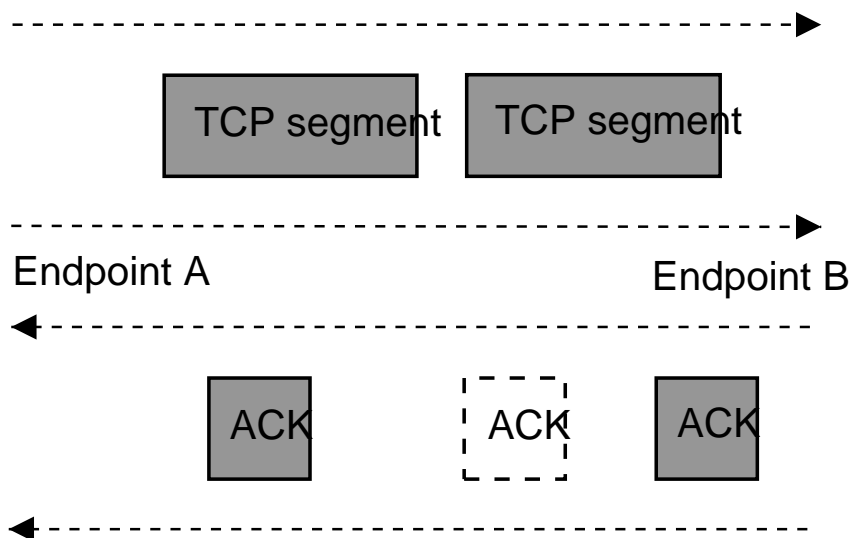 TCP segment
TCP segment
Endpoint A
Endpoint B
ACK
ACK
ACK